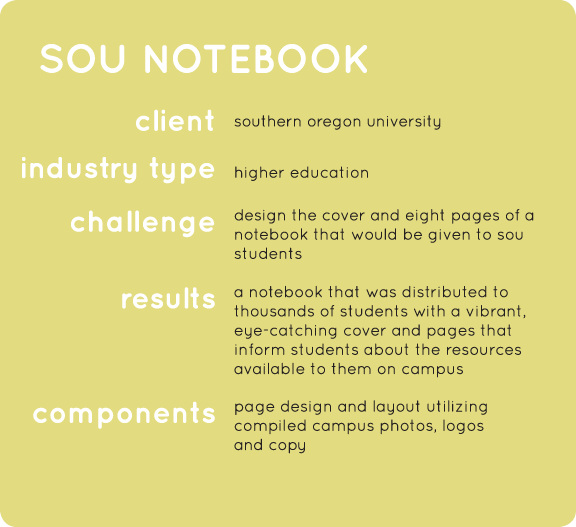 SOU NOTEBOOK
client
southern oregon university
industry type
higher education
challenge
design the cover and eight pages of a
notebook that would be given to sou
students
results
a notebook that was distributed to
thousands of students with a vibrant,
eye-catching cover and pages that
inform students about the resources
available to them on campus
components
page design and layout utilizing
compiled campus photos, logos
and copy